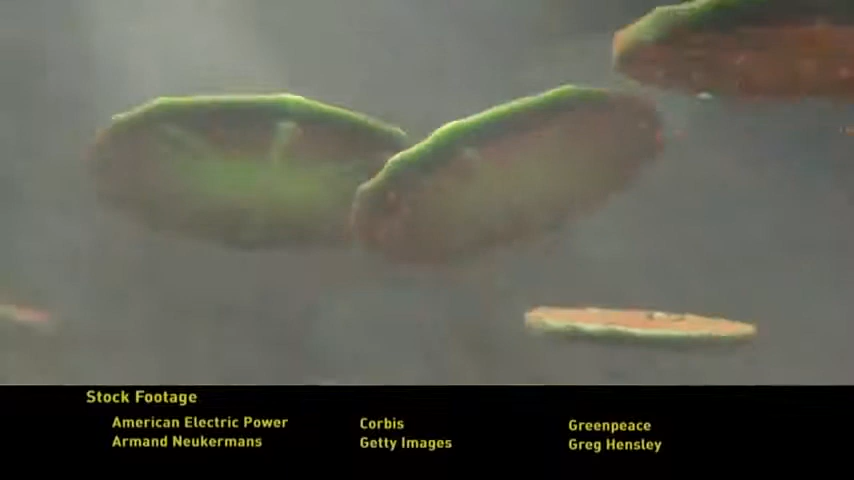 Stock Footage
American Electric Power
Armand Neukermans
Corbis
Getty Images
Greenpeace
Greg Hensley